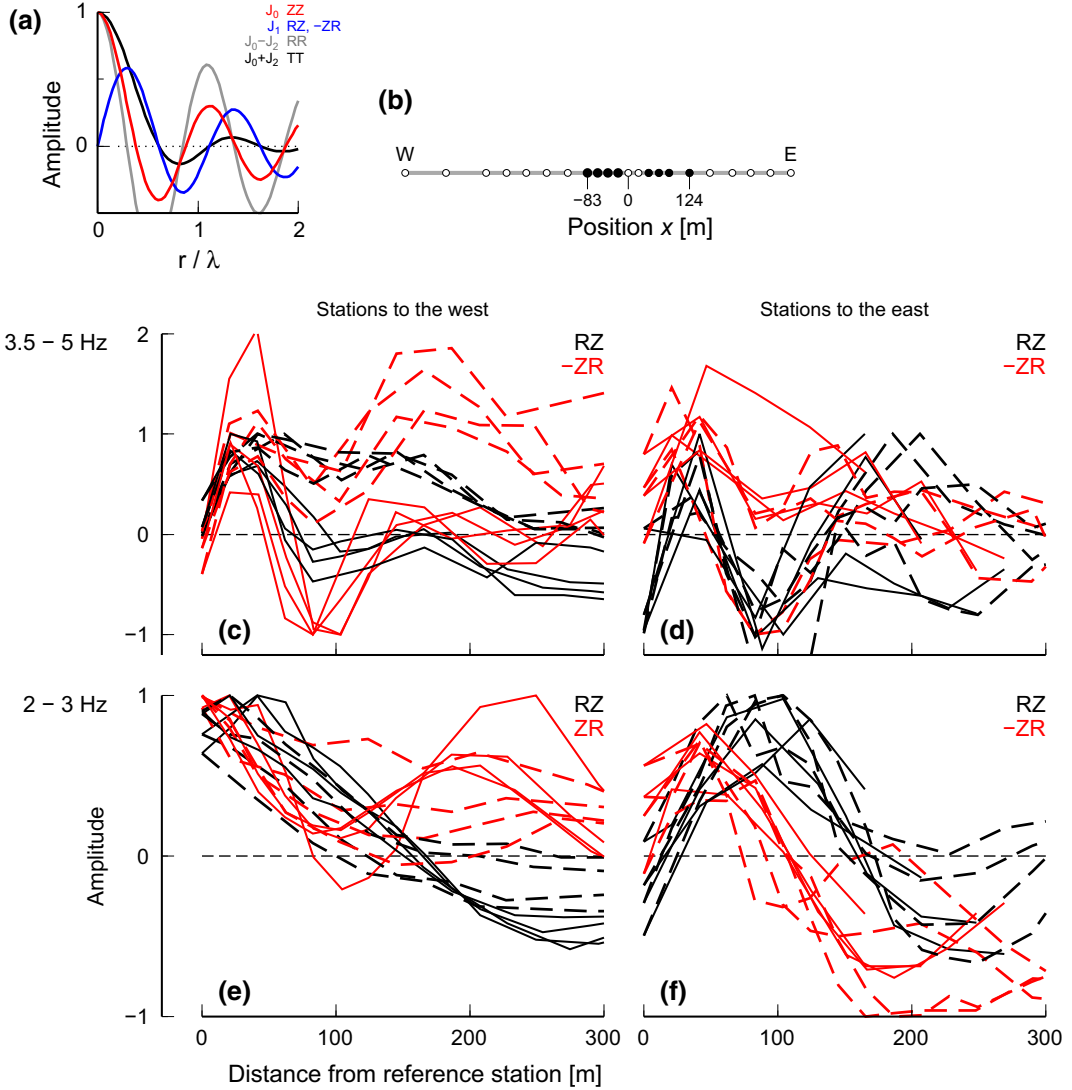 (a)
J0 ZZ
J1 RZ, −ZR
J0−J2 RR
J0+J2 TT
1
0
Amplitude
0 1 2
r / λ
(b)
W E
−83 0 124
Position x [m]
Stations to the west
Stations to the east
3.5 − 5 Hz
2
1
0
−1
RZ
−ZR
(c)
RZ
−ZR
(d)
2 − 3 Hz
1
0
−1
Amplitude
RZ
ZR
(e)
RZ
−ZR
(f)
0 100 200 300
0 100 200 300
Distance from reference station [m]